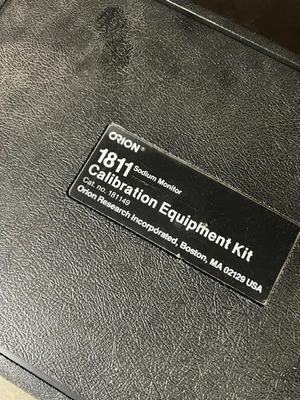 ORION®
1811 Sodium Monitor
Calibration Equipment Kit
Cat. no. 181149
Orion Research Incorporated, Boston, MA 02129 USA